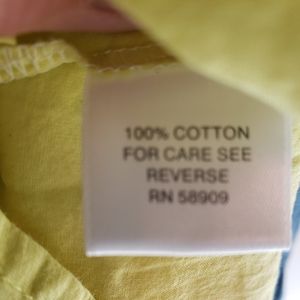 100% COTTON
FOR CARE SEE
REVERSE
RN 58909